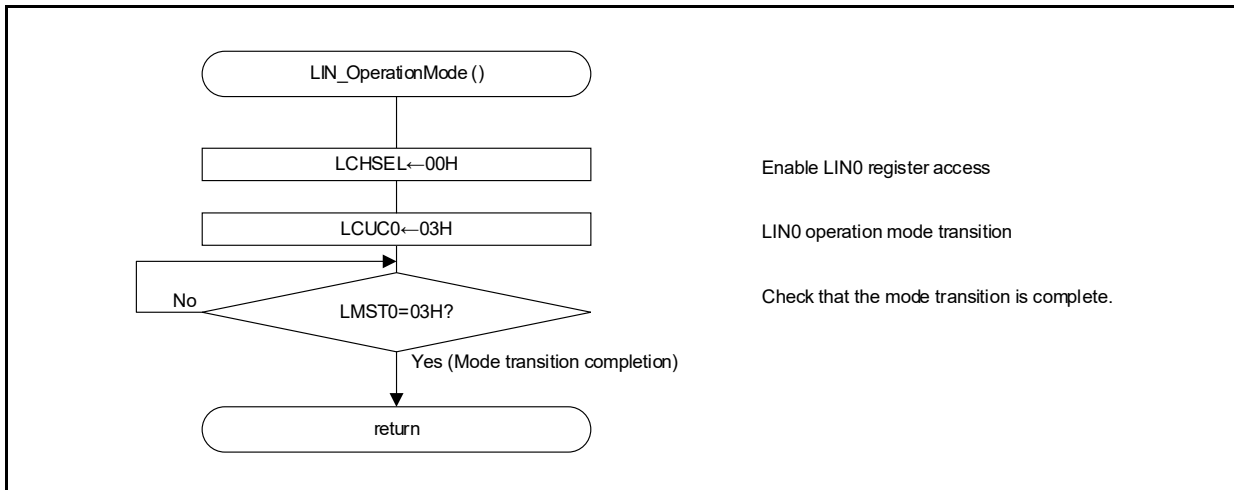 LIN_OperationMode ()
LCHSEL←00H
Enable LIN0 register access
LCUC0←03H
LIN0 operation mode transition
No
LMST0=03H?
Check that the mode transition is complete.
Yes (Mode transition completion)
return